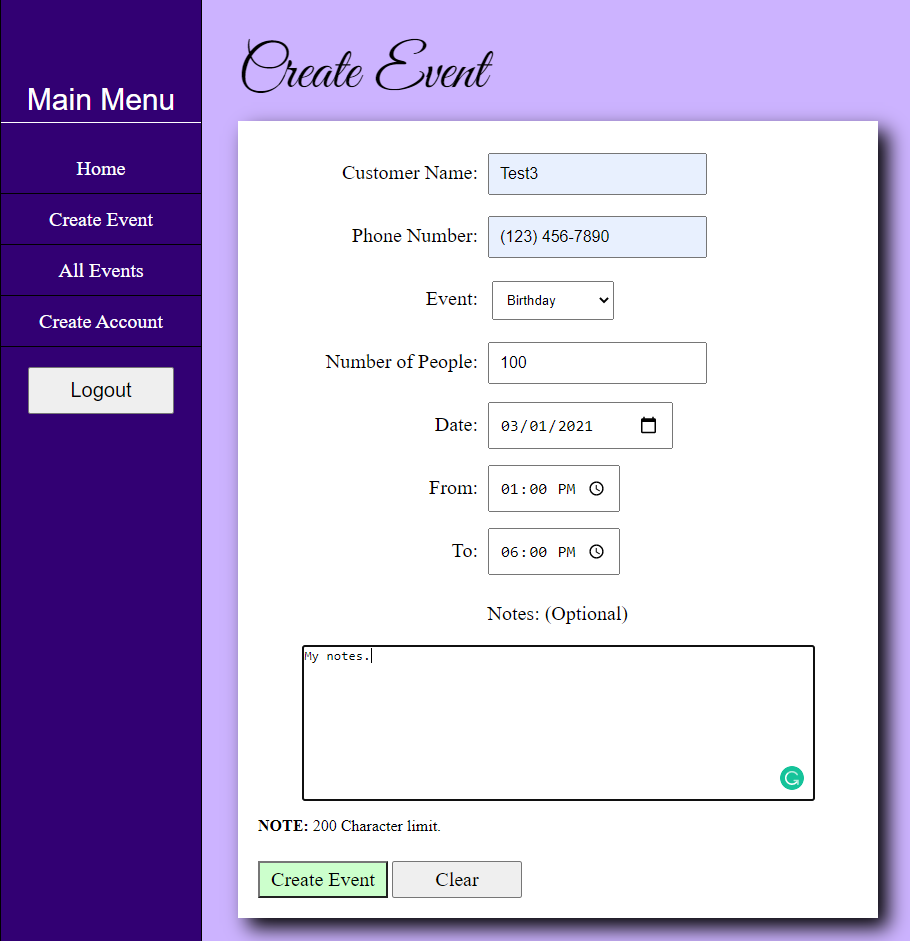 Main Menu
Home
Create Event
All Events
Create Account
Logout
Create Event
Customer Name: Test3
Phone Number: (123) 456-7890
Event: Birthday
Number of People: 100
Date: 03/01/2021
From: 01:00 PM
To: 06:00 PM
Notes: (Optional)
My notes.
NOTE: 200 Character limit.
Create Event Clear